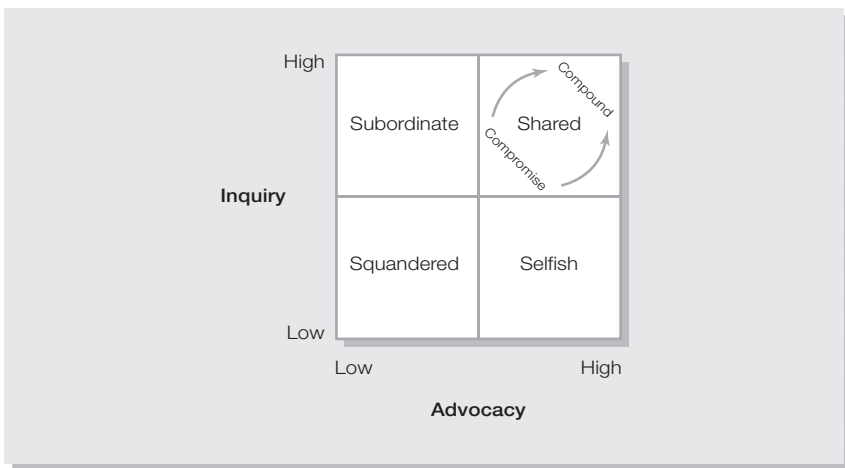 High
Compound
Subordinate
Shared
Compromise
Inquiry
Squandered
Selfish
Low
Low
High
Advocacy